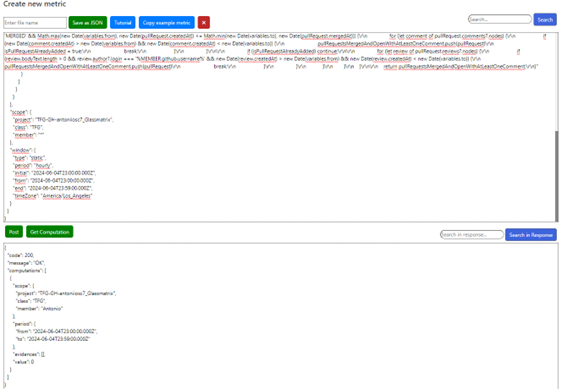 Create new metric
Enter file name
Save as JSON
Tutorial
Copy example metric
×
Search...
Search
'MERGED' && Math.max(new Date(variables.from), new Date(pullRequest.createdAt)) <= Math.min(new Date(variables.to), new Date(pullRequest.mergedAt))) {\r\n for (let comment of pullRequest.comments?.nodes) {\r\n if
(new Date(comment.createdAt) > new Date(variables.from) && new Date(comment.createdAt) <= new Date(variables.to)) {\r\n pullRequestsMergedAndOpenWithAtLeastOneComment.push(pullRequest)\r\n
isPullRequestAlreadyAdded = true\r\n break\r\n }\r\n }\r\n if (isPullRequestAlreadyAdded) continue\r\n for (let review of pullRequest.reviews?.nodes) {\r\n if
(review.bodyText.length > 0 && review.author?.login === '%MEMBER.github.username%' && new Date(review.createdAt) > new Date(variables.from) && new Date(review.createdAt) <= new Date(variables.to)) {\r\n
pullRequestsMergedAndOpenWithAtLeastOneComment.push(pullRequest)\r\n break\r\n }\r\n }\r\n }\r\n }\r\n\r\n return pullRequestsMergedAndOpenWithAtLeastOneComment;\r\n\r\n}"
}
}
}
},
"scope": {
"project": "TFG-GH-antoniosc7_Glassmatrix",
"class": "TFG",
"member": "*"
},
"window": {
"type": "static",
"period": "hourly",
"initial": "2024-06-04T23:00:00.000Z",
"from": "2024-06-04T23:00:00.000Z",
"end": "2024-06-04T23:59:00.000Z",
"timeZone": "America/Los_Angeles"
}
}
}
Post
Get Computation
Search in response...
Search in Response
{
"code": 200,
"message": "OK",
"computations": [
{
"scope": {
"project": "TFG-GH-antoniosc7_Glassmatrix",
"class": "TFG",
"member": "Antonio"
},
"period": {
"from": "2024-06-04T23:00:00.000Z",
"to": "2024-06-04T23:59:00.000Z"
},
"evidences": [],
"value": 0
}
]
}